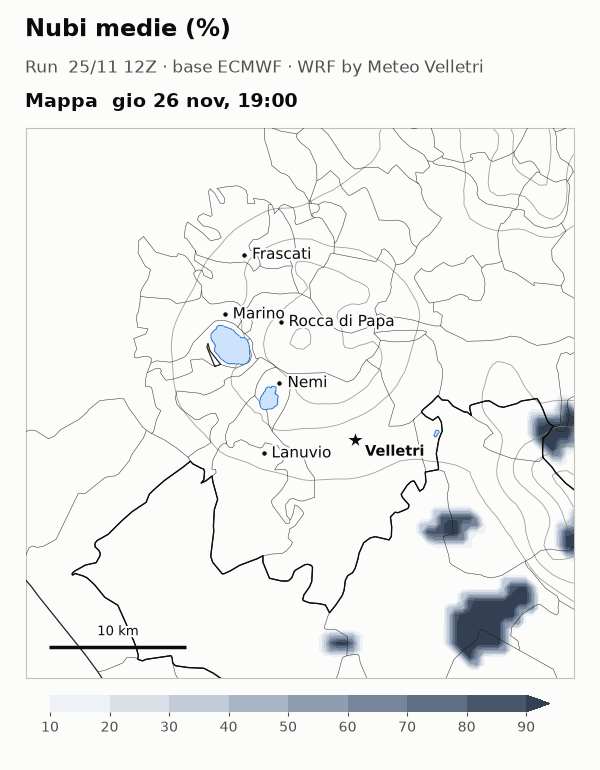 Nubi medie (%)
Run  25/11 12Z · base ECMWF · WRF by Meteo Velletri
Mappa  gio 26 nov, 19:00
Frascati
Marino
Rocca di Papa
Nemi
Velletri
Lanuvio
10 km
10 20 30 40 50 60 70 80 90